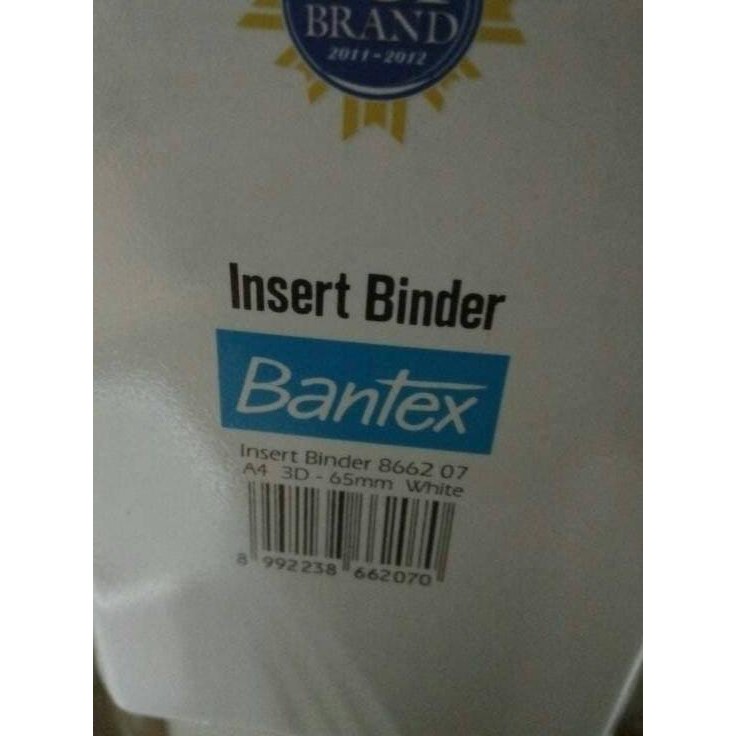 BRAND
2011-2012
Insert Binder
Bantex
Insert Binder 8662 07
A4 3D - 65mm White
8 992238 662070